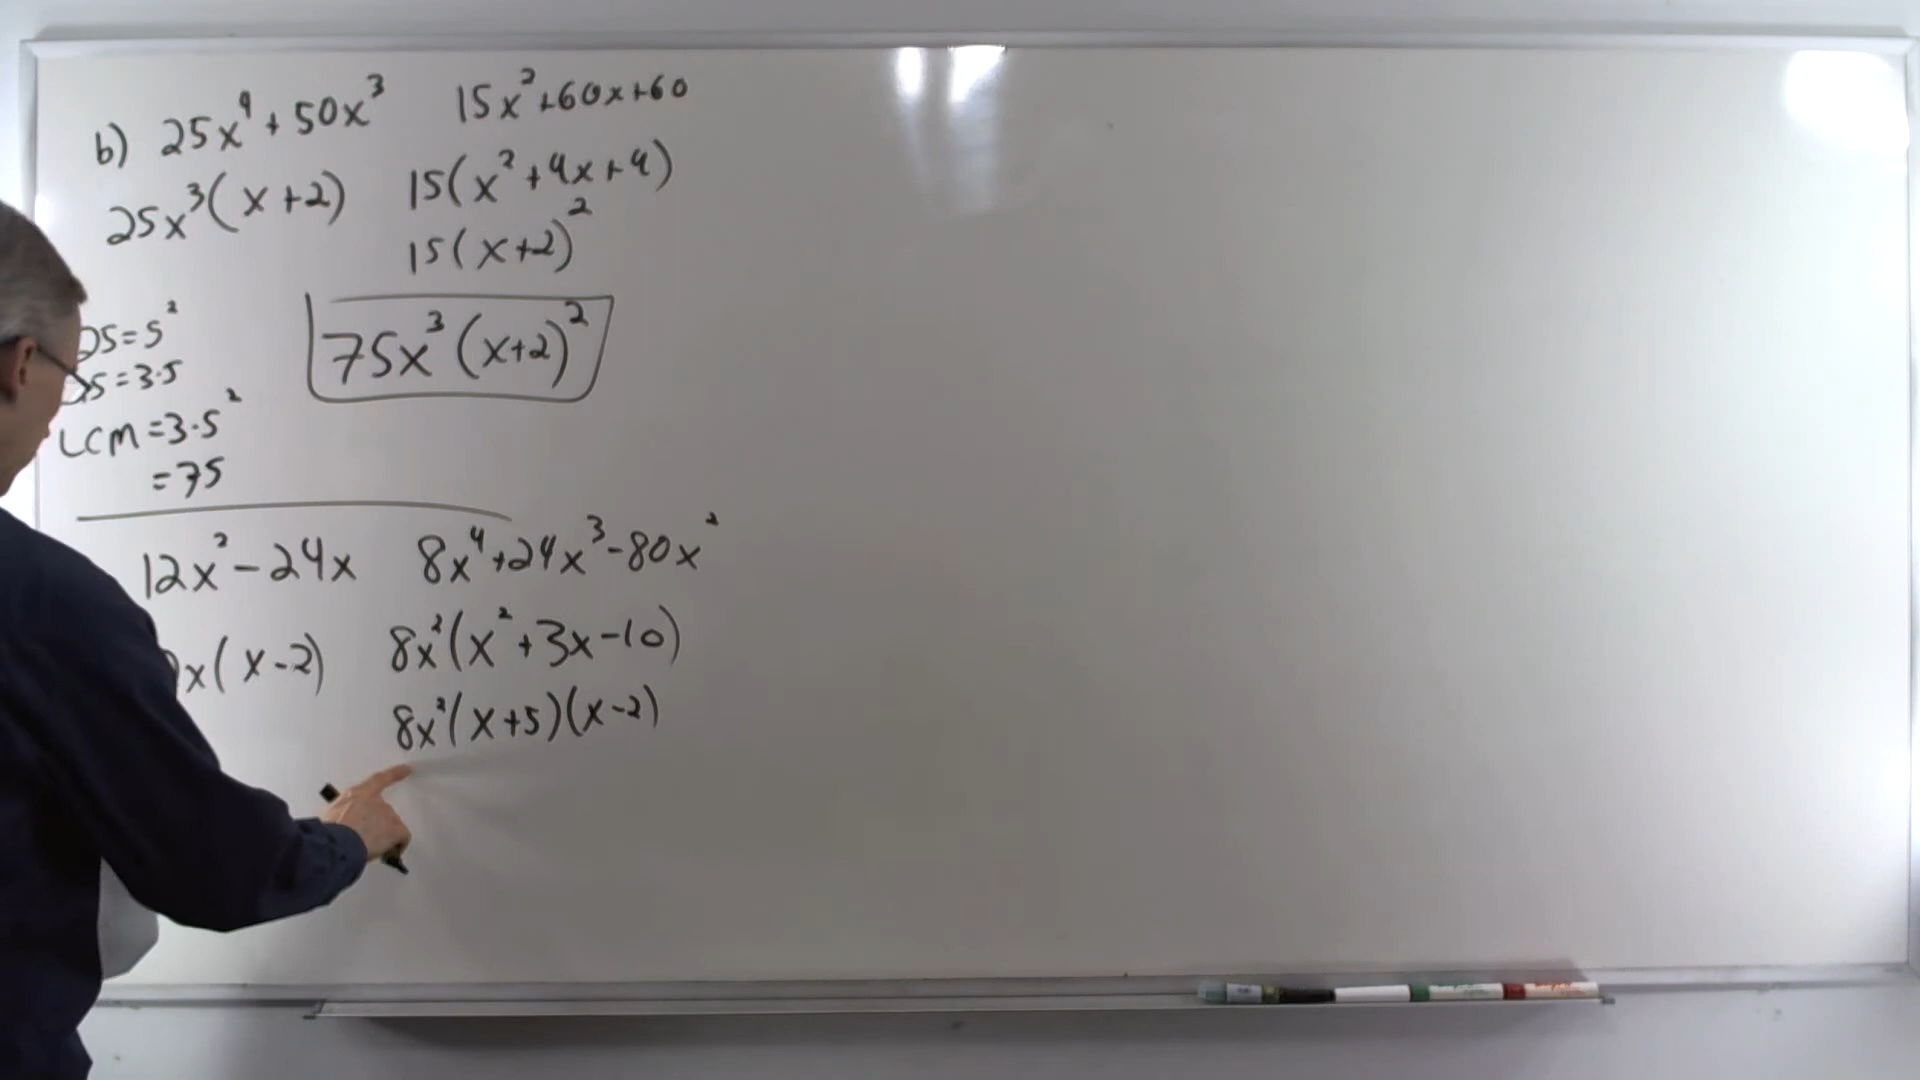 b) 25x⁴ + 50x³ 15x²+60x+60
25x³(x+2) 15(x²+4x+4)
15(x+2)²
25=5²
75x³(x+2)²
5=3·5
LCM=3·5²
=75
12x²-24x 8x⁴+24x³-80x²
x(x-2) 8x²(x²+3x-10)
8x²(x+5)(x-2)